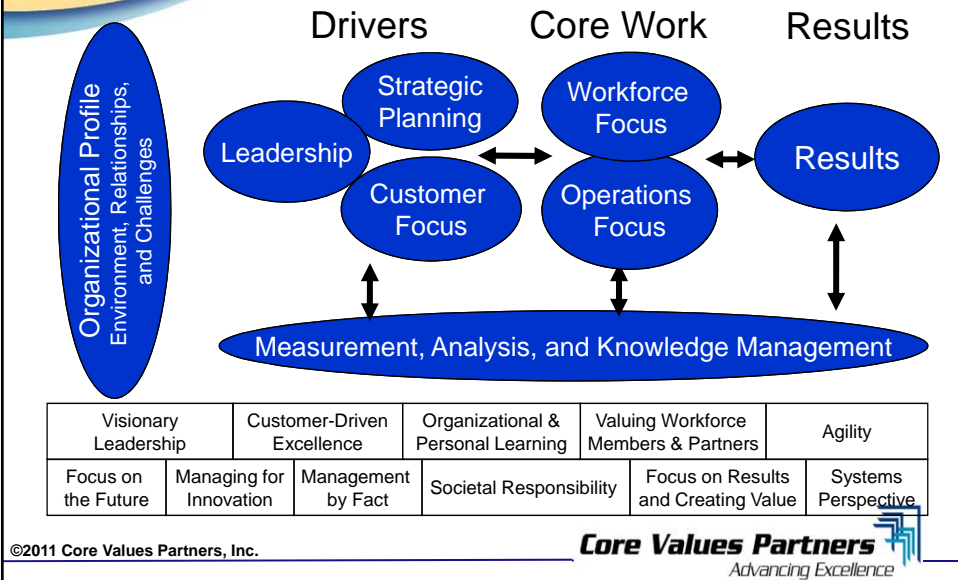 Drivers
Core Work
Results
Organizational Profile
Environment, Relationships,
and Challenges
Leadership
Strategic
Planning
Customer
Focus
Workforce
Focus
Operations
Focus
Results
Measurement, Analysis, and Knowledge Management
Visionary
Leadership
Customer-Driven
Excellence
Organizational &
Personal Learning
Valuing Workforce
Members & Partners
Agility
Focus on
the Future
Managing for
Innovation
Management
by Fact
Societal Responsibility
Focus on Results
and Creating Value
Systems
Perspective
©2011 Core Values Partners, Inc.
Core Values Partners
Advancing Excellence